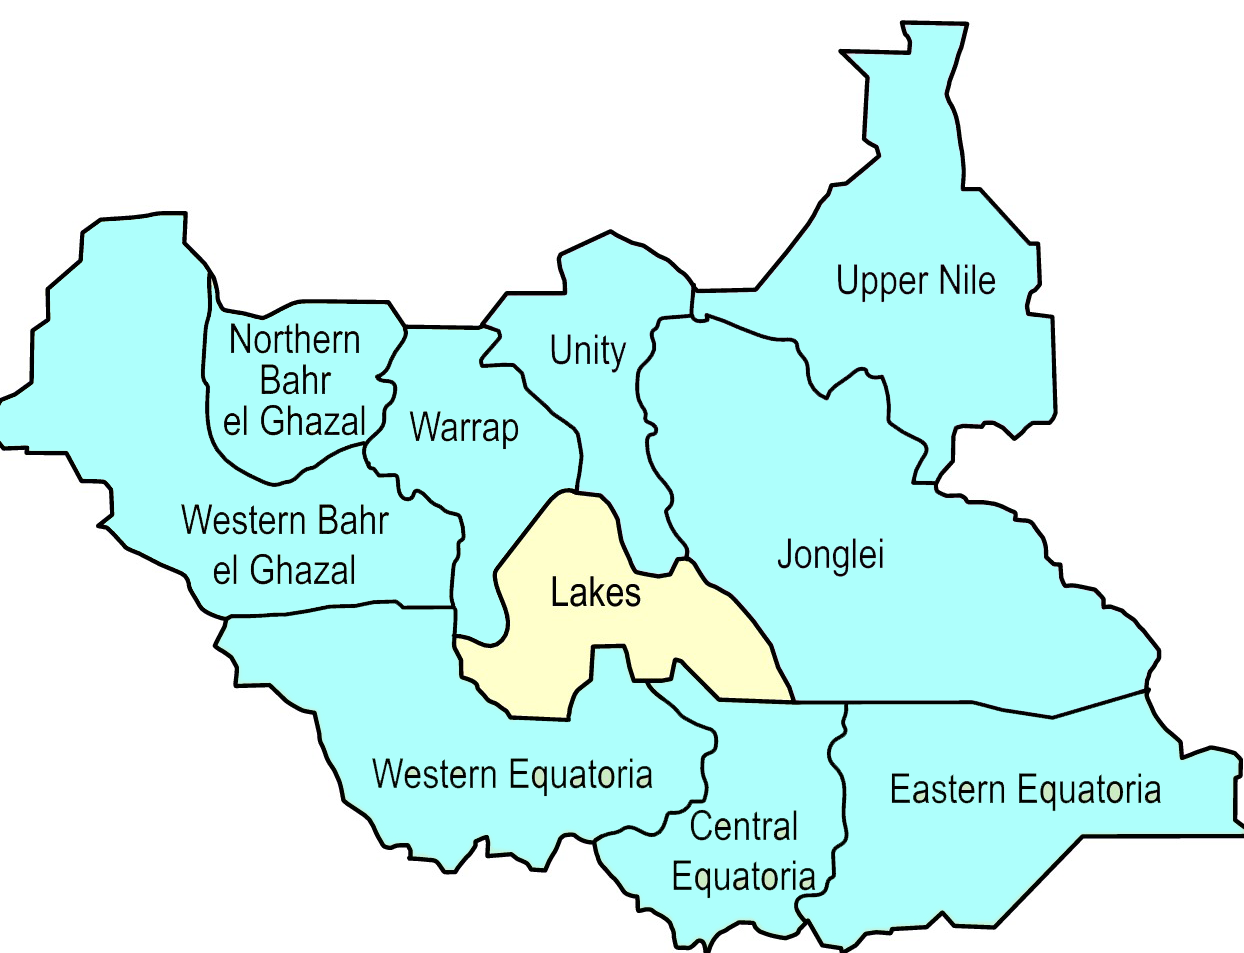 Upper Nile
Northern
Bahr
el Ghazal
Unity
Warrap
Western Bahr
el Ghazal
Jonglei
Lakes
Western Equatoria
Eastern Equatoria
Central
Equatoria